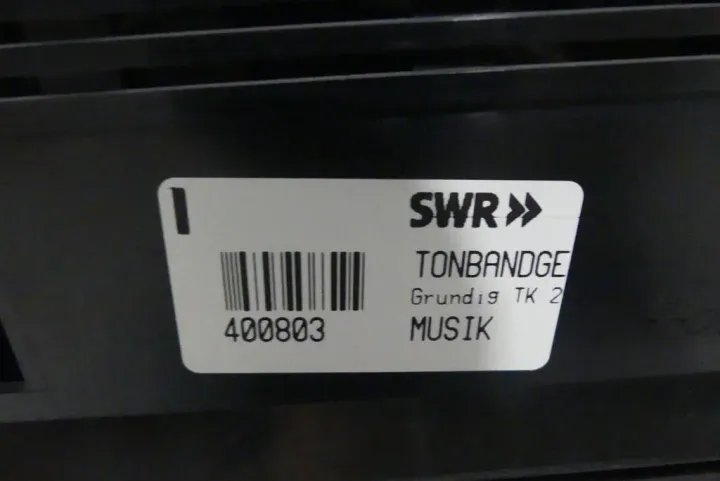 SWR
TONBANDGE
Grundig TK 2
400803
MUSIK